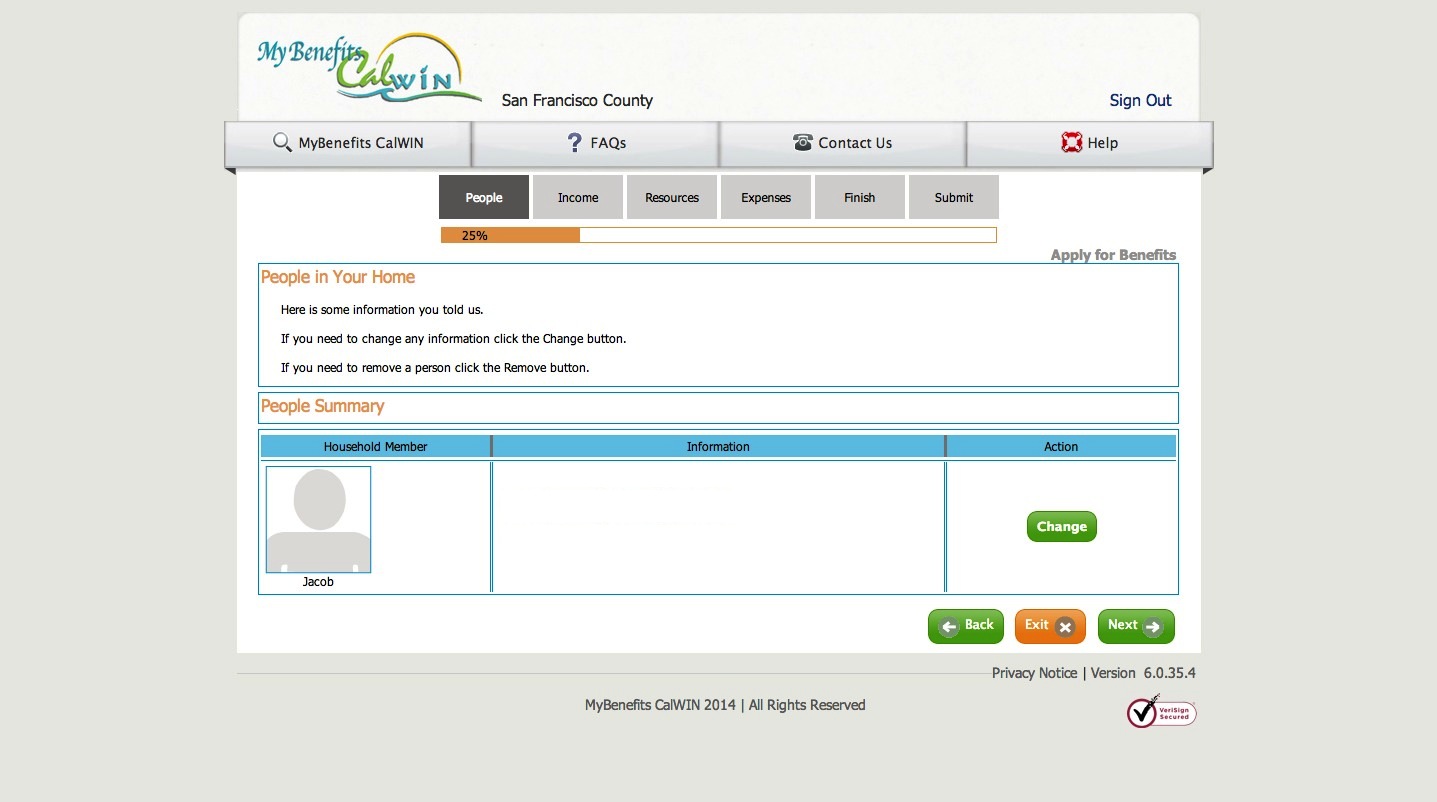 My Benefits
CalWIN
San Francisco County
Sign Out
MyBenefits CalWIN
FAQs
Contact Us
Help
People
Income
Resources
Expenses
Finish
Submit
25%
Apply for Benefits
People in Your Home
Here is some information you told us.
If you need to change any information click the Change button.
If you need to remove a person click the Remove button.
People Summary
Household Member
Information
Action
Jacob
Change
Back
Exit
Next
Privacy Notice | Version 6.0.35.4
MyBenefits CalWIN 2014 | All Rights Reserved
VeriSign
Secured